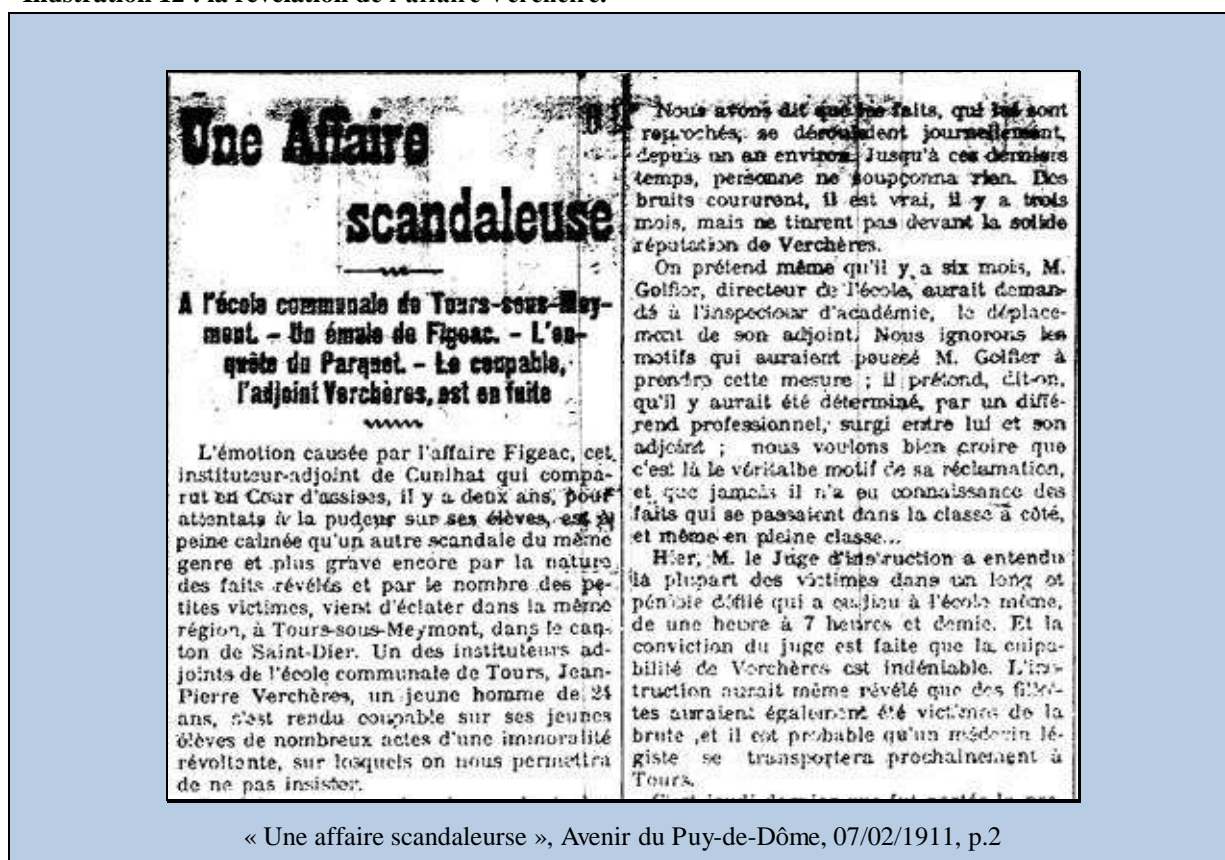 Illustration 12 : la révélation de l'affaire Verchère.
Une Affaire
scandaleuse
A l'école communale de Tours-sous-Mey-
mont. – Un émule de Figeac. – L'en-
quête du Parquet. – Le coupable,
l'adjoint Verchères, est en fuite
L'émotion causée par l'affaire Figeac, cet
instituteur-adjoint de Cunlhat qui compa-
rut en Cour d'assises, il y a deux ans, pour
attentats à la pudeur sur ses élèves, est à
peine calmée qu'un autre scandale du même
genre et plus grave encore par la nature
des faits révélés et par le nombre des pe-
tites victimes, vient d'éclater dans la même
région, à Tours-sous-Meymont, dans le can-
ton de Saint-Dier. Un des instituteurs ad-
joints de l'école communale de Tours, Jean-
Pierre Verchères, un jeune homme de 24
ans, s'est rendu coupable sur ses jeunes
élèves de nombreux actes d'une immoralité
révoltante, sur lesquels on nous permettra
de ne pas insister.
Nous avons dit que les faits, qui lui sont
reprochés, se déroulaient journellement,
depuis un an environ. Jusqu'à ces derniers
temps, personne ne soupçonna rien. Des
bruits coururent, il est vrai, il y a trois
mois, mais ne tinrent pas devant la solide
réputation de Verchères.
On prétend même qu'il y a six mois, M.
Golfier, directeur de l'école, aurait deman-
dé à l'inspecteur d'académie, le déplace-
ment de son adjoint. Nous ignorons les
motifs qui auraient poussé M. Golfier à
prendre cette mesure ; il prétend, dit-on,
qu'il y aurait été déterminé, par un diffé-
rend professionnel, surgi entre lui et son
adjoint ; nous voulons bien croire que
c'est là le véritalbe motif de sa réclamation,
et que jamais il n'a eu connaissance des
faits qui se passaient dans la classe à côté,
et même en pleine classe...
Hier, M. le Juge d'instruction a entendu
la plupart des victimes dans un long et
pénible défilé qui a eu lieu à l'école même,
de une heure à 7 heures et demie. Et la
conviction du juge est faite que la culpa-
bilité de Verchères est indéniable. L'ins-
truction aurait même révélé que des fillet-
tes auraient également été victimes de la
brute ,et il est probable qu'un médecin lé-
giste se transportera prochainement à
Tours.
C'est jeudi dernier que fut portée la
« Une affaire scandaleurse », Avenir du Puy-de-Dôme, 07/02/1911, p.2